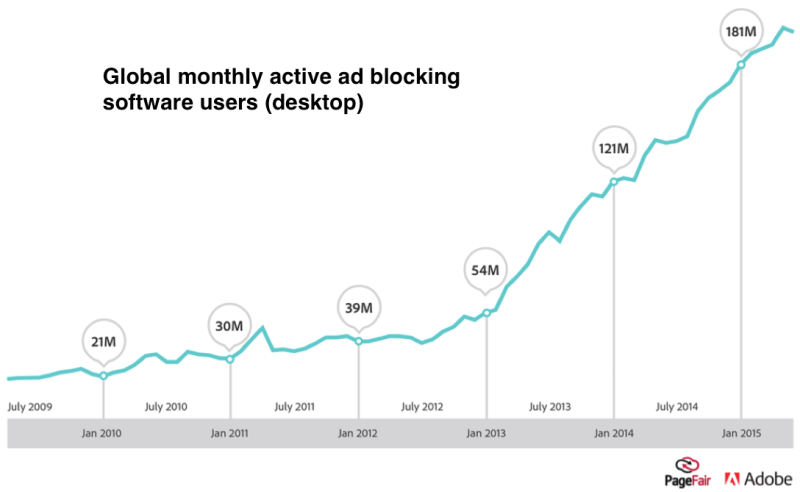 Global monthly active ad blocking
software users (desktop)
181M
121M
54M
39M
30M
21M
July 2009
July 2010
July 2011
July 2012
July 2013
July 2014
Jan 2010
Jan 2011
Jan 2012
Jan 2013
Jan 2014
Jan 2015
PageFair
Adobe